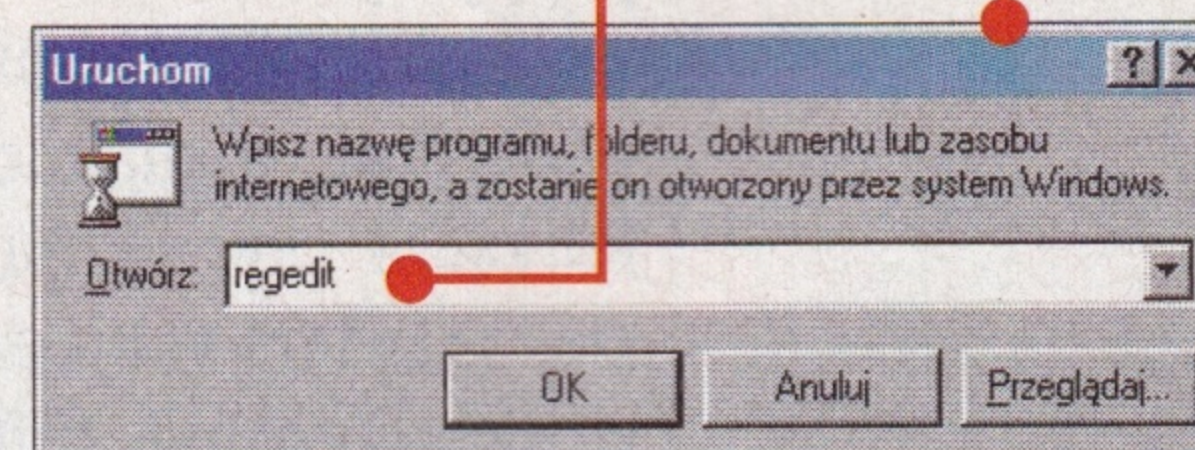 Uruchom
Wpisz nazwę programu, folderu, dokumentu lub zasobu
internetowego, a zostanie on otworzony przez system Windows.
Otwórz: regedit
OK Anuluj Przeglądaj...